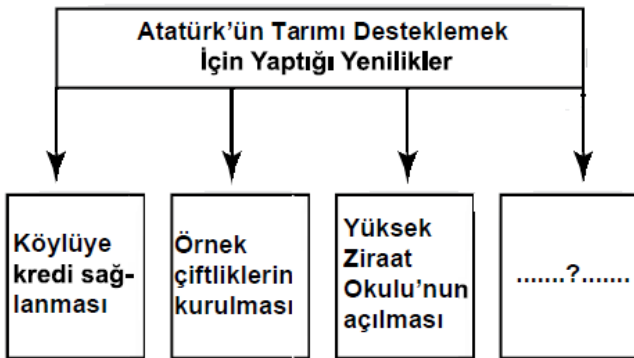 Atatürk'ün Tarımı Desteklemek
İçin Yaptığı Yenilikler
Köylüye
kredi sağ-
lanması
Örnek
çiftliklerin
kurulması
Yüksek
Ziraat
Okulu'nun
açılması
.......?.......